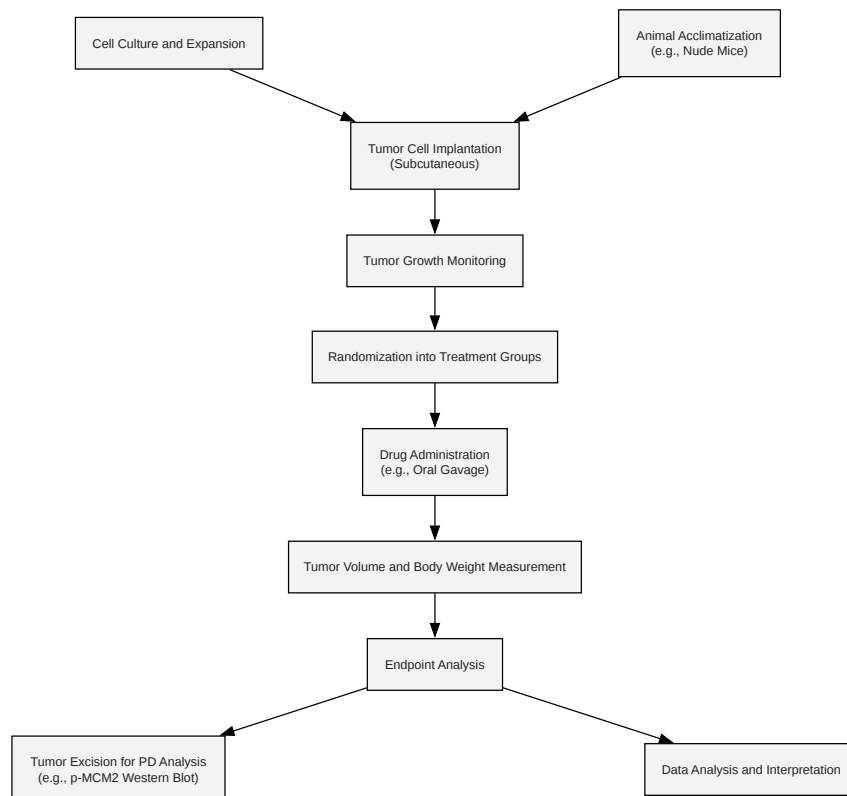 Cell Culture and Expansion
Animal Acclimatization
(e.g., Nude Mice)
Tumor Cell Implantation
(Subcutaneous)
Tumor Growth Monitoring
Randomization into Treatment Groups
Drug Administration
(e.g., Oral Gavage)
Tumor Volume and Body Weight Measurement
Endpoint Analysis
Tumor Excision for PD Analysis
(e.g., p-MCM2 Western Blot)
Data Analysis and Interpretation